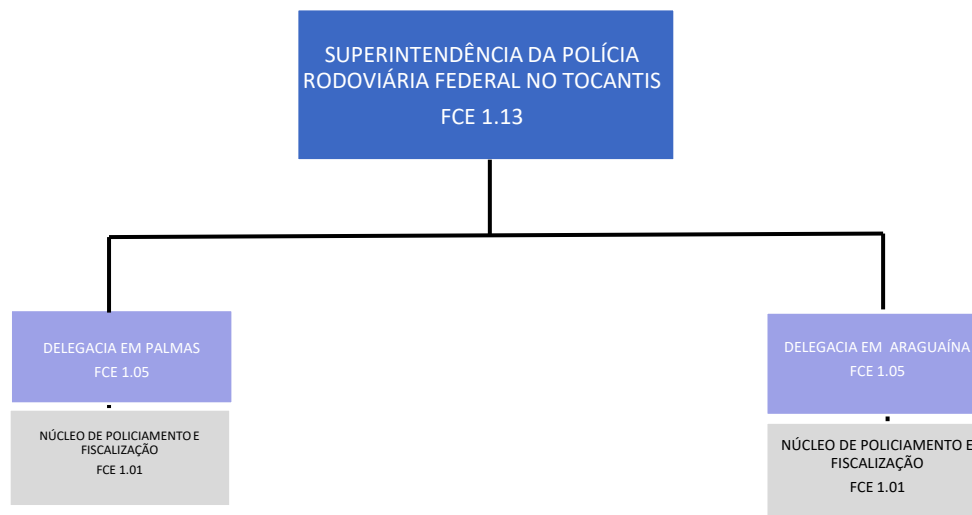 SUPERINTENDÊNCIA DA POLÍCIA
RODOVIÁRIA FEDERAL NO TOCANTIS
FCE 1.13
DELEGACIA EM PALMAS
FCE 1.05
NÚCLEO DE POLICIAMENTO E
FISCALIZAÇÃO
FCE 1.01
DELEGACIA EM ARAGUAÍNA
FCE 1.05
NÚCLEO DE POLICIAMENTO E
FISCALIZAÇÃO
FCE 1.01